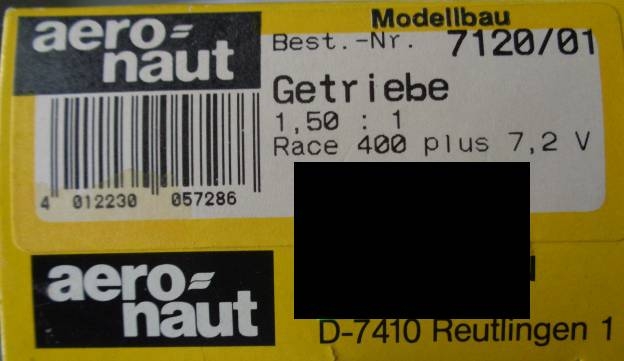 aero=
naut
Modellbau
Best.-Nr. 7120/01
Getriebe
1,50 : 1
Race 400 plus 7,2 V
4 012230 057286
aero=
naut
D-7410 Reutlingen 1